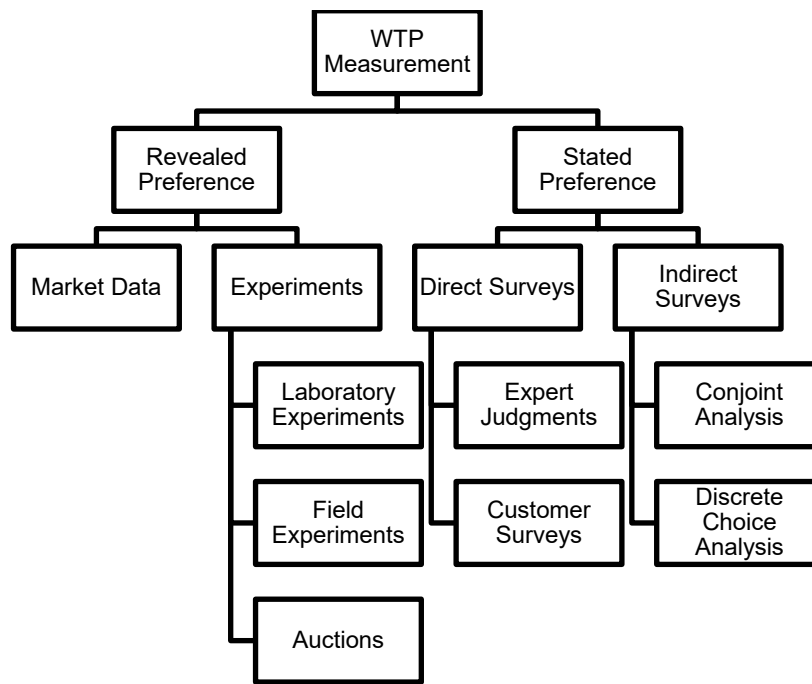 WTP
Measurement
Revealed
Preference
Stated
Preference
Market Data
Experiments
Direct Surveys
Indirect
Surveys
Laboratory
Experiments
Expert
Judgments
Conjoint
Analysis
Field
Experiments
Customer
Surveys
Discrete
Choice
Analysis
Auctions